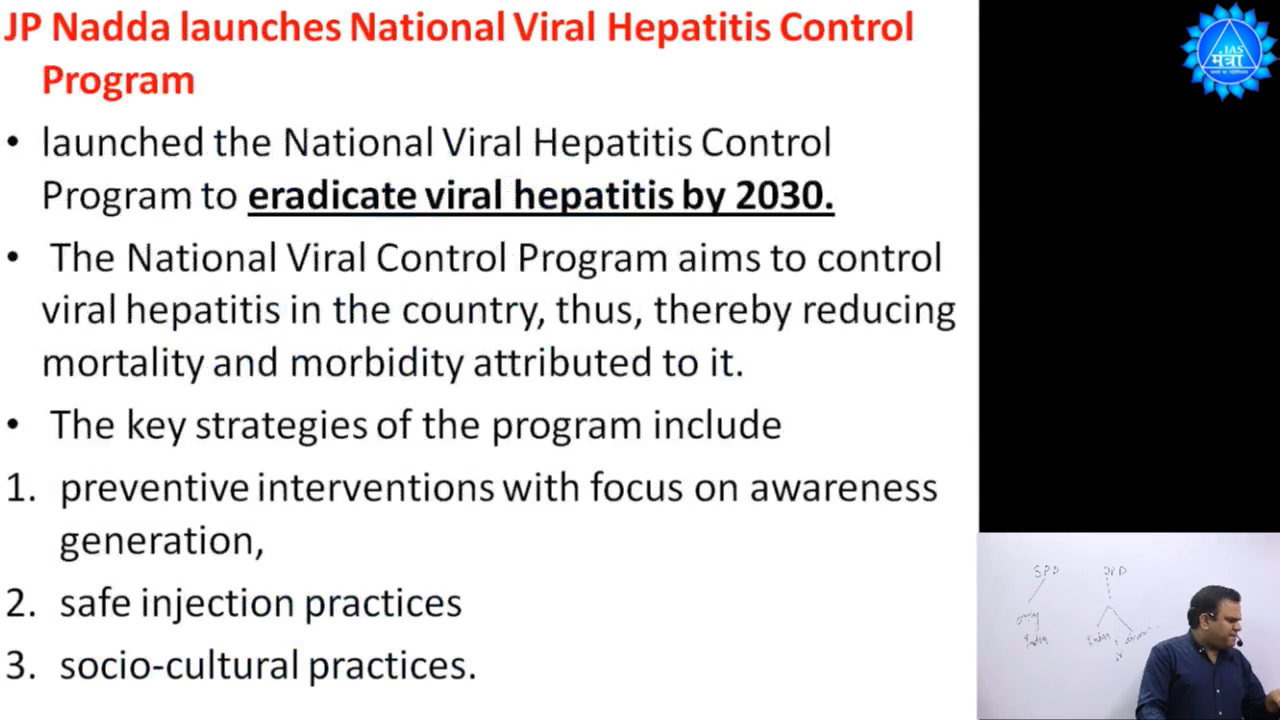 JP Nadda launches National Viral Hepatitis Control
Program
• launched the National Viral Hepatitis Control
Program to eradicate viral hepatitis by 2030.
• The National Viral Control Program aims to control
viral hepatitis in the country, thus, thereby reducing
mortality and morbidity attributed to it.
• The key strategies of the program include
1. preventive interventions with focus on awareness
generation,
2. safe injection practices
3. socio-cultural practices.
IAS
मंत्रा
SPD
only
India
India